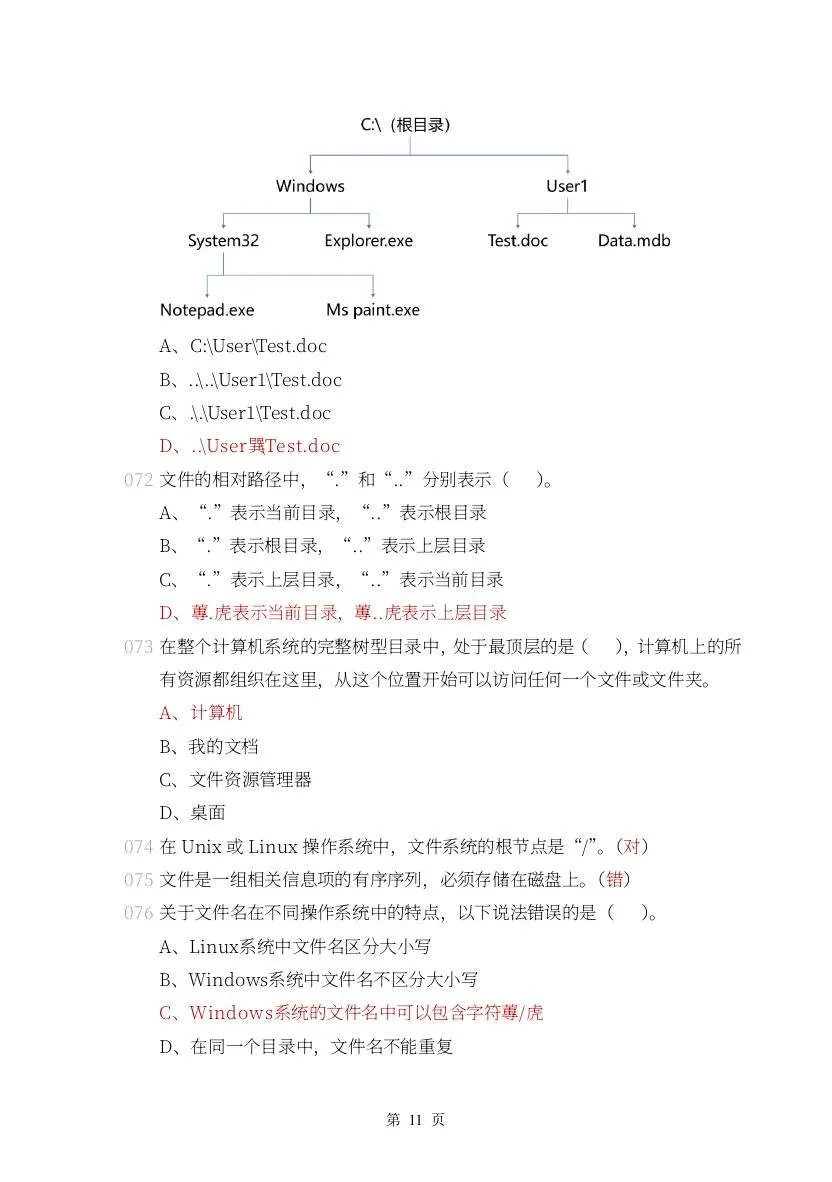 C:\（根目录）
Windows User1
System32 Explorer.exe Test.doc Data.mdb
Notepad.exe Ms paint.exe
A、C:\User\Test.doc
B、..\..\User1\Test.doc
C、.\.\User1\Test.doc
D、..\User巽Test.doc
072 文件的相对路径中，“.”和“..”分别表示（ ）。
A、“.”表示当前目录，“..”表示根目录
B、“.”表示根目录，“..”表示上层目录
C、“.”表示上层目录，“..”表示当前目录
D、蓴.虎表示当前目录，蓴..虎表示上层目录
073 在整个计算机系统的完整树型目录中，处于最顶层的是（ ），计算机上的所
有资源都组织在这里，从这个位置开始可以访问任何一个文件或文件夹。
A、计算机
B、我的文档
C、文件资源管理器
D、桌面
074 在 Unix 或 Linux 操作系统中，文件系统的根节点是“/”。（对）
075 文件是一组相关信息项的有序序列，必须存储在磁盘上。（错）
076 关于文件名在不同操作系统中的特点，以下说法错误的是（ ）。
A、Linux系统中文件名区分大小写
B、Windows系统中文件名不区分大小写
C、Windows系统的文件名中可以包含字符蓴/虎
D、在同一个目录中，文件名不能重复
第 11 页